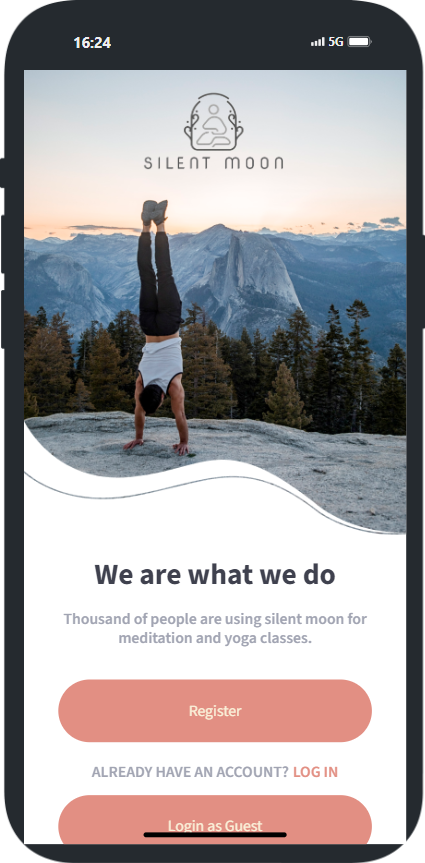 16:24
5G
SILENT MOON
We are what we do
Thousand of people are using silent moon for
meditation and yoga classes.
Register
ALREADY HAVE AN ACCOUNT? LOG IN
Login as Guest